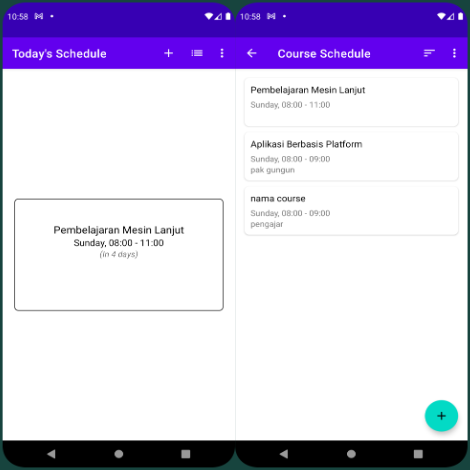 10:58
Today's Schedule
Pembelajaran Mesin Lanjut
Sunday, 08:00 - 11:00
(In 4 days)
10:58
Course Schedule
Pembelajaran Mesin Lanjut
Sunday, 08:00 - 11:00
Aplikasi Berbasis Platform
Sunday, 08:00 - 09:00
pak gungun
nama course
Sunday, 08:00 - 09:00
pengajar